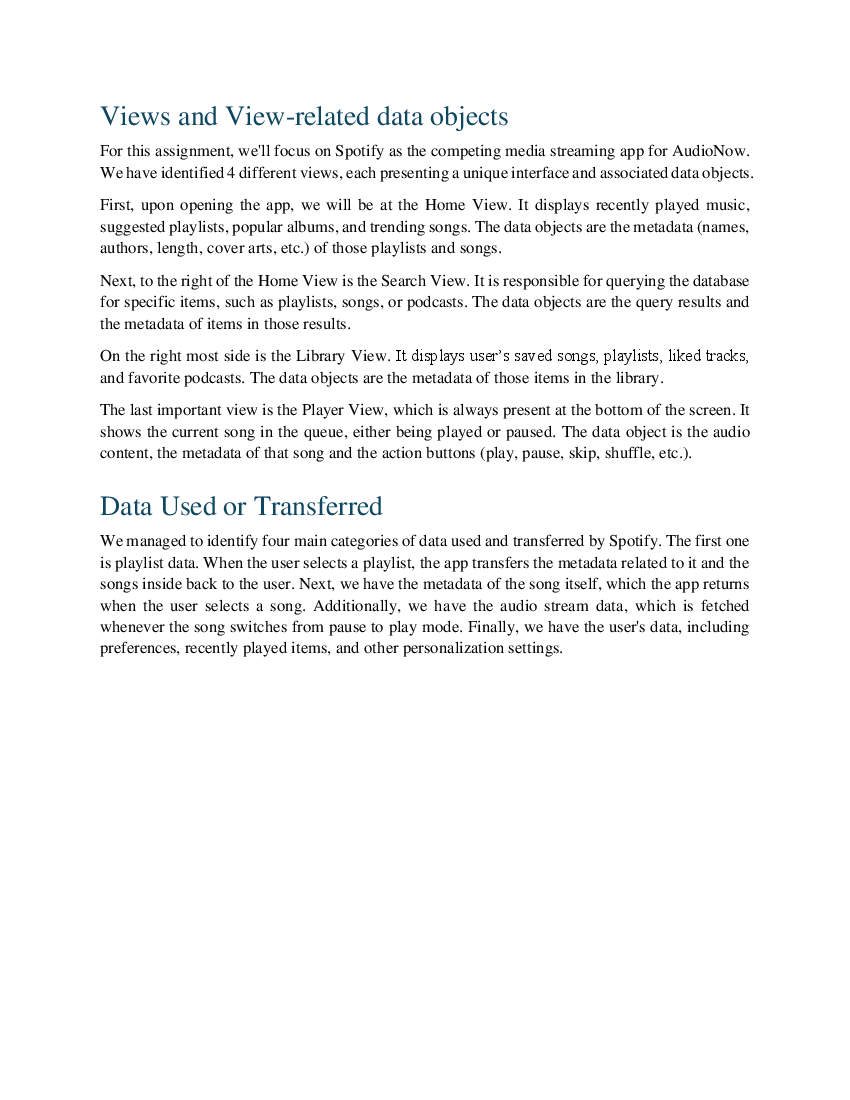 Views and View-related data objects
For this assignment, we'll focus on Spotify as the competing media streaming app for AudioNow.
We have identified 4 different views, each presenting a unique interface and associated data objects.
First, upon opening the app, we will be at the Home View. It displays recently played music,
suggested playlists, popular albums, and trending songs. The data objects are the metadata (names,
authors, length, cover arts, etc.) of those playlists and songs.
Next, to the right of the Home View is the Search View. It is responsible for querying the database
for specific items, such as playlists, songs, or podcasts. The data objects are the query results and
the metadata of items in those results.
On the right most side is the Library View. It displays user’s saved songs, playlists, liked tracks,
and favorite podcasts. The data objects are the metadata of those items in the library.
The last important view is the Player View, which is always present at the bottom of the screen. It
shows the current song in the queue, either being played or paused. The data object is the audio
content, the metadata of that song and the action buttons (play, pause, skip, shuffle, etc.).
Data Used or Transferred
We managed to identify four main categories of data used and transferred by Spotify. The first one
is playlist data. When the user selects a playlist, the app transfers the metadata related to it and the
songs inside back to the user. Next, we have the metadata of the song itself, which the app returns
when the user selects a song. Additionally, we have the audio stream data, which is fetched
whenever the song switches from pause to play mode. Finally, we have the user's data, including
preferences, recently played items, and other personalization settings.